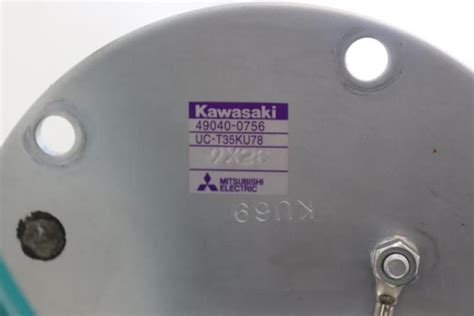 Kawasaki
49040-0756
UC-T35KU78
9X28
MITSUBISHI
ELECTRIC
KU69